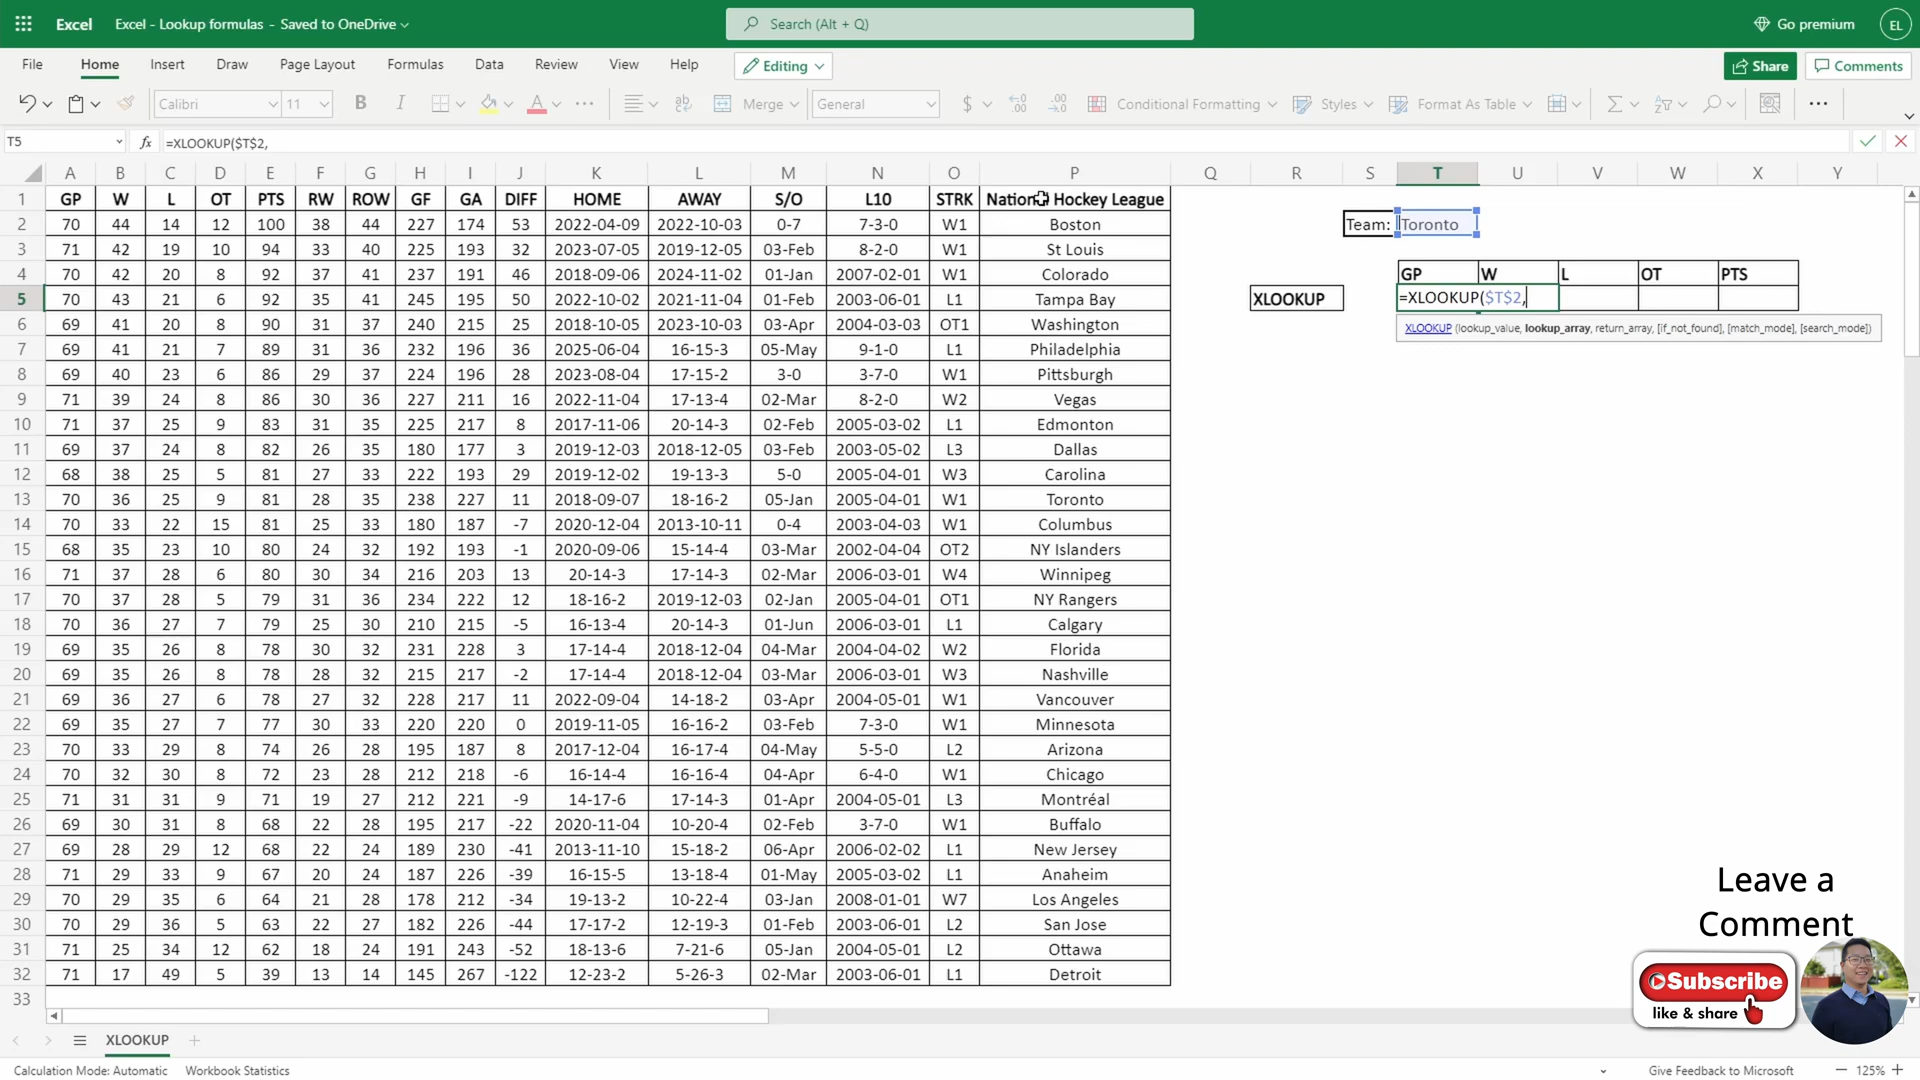 Excel Excel - Lookup formulas - Saved to OneDrive Search (Alt + Q) Go premium EL
File Home Insert Draw Page Layout Formulas Data Review View Help Editing Share Comments
Calibri 11 B I A Merge General $ Conditional Formatting Styles Format As Table
T5 fx =XLOOKUP($T$2,
A B C D E F G H I J K L M N O P Q R S T U V W X Y
1 GP W L OT PTS RW ROW GF GA DIFF HOME AWAY S/O L10 STRK National Hockey League
2 70 44 14 12 100 38 44 227 174 53 2022-04-09 2022-10-03 0-7 7-3-0 W1 Boston Team: Toronto
3 71 42 19 10 94 33 40 225 193 32 2023-07-05 2019-12-05 03-Feb 8-2-0 W1 St Louis
4 70 42 20 8 92 37 41 237 191 46 2018-09-06 2024-11-02 01-Jan 2007-02-01 W1 Colorado GP W L OT PTS
5 70 43 21 6 92 35 41 245 195 50 2022-10-02 2021-11-04 01-Feb 2003-06-01 L1 Tampa Bay XLOOKUP =XLOOKUP($T$2,
6 69 41 20 8 90 31 37 240 215 25 2018-10-05 2023-10-03 03-Apr 2004-03-03 OT1 Washington XLOOKUP (lookup_value, lookup_array, return_array, [if_not_found], [match_mode], [search_mode])
7 69 41 21 7 89 31 36 232 196 36 2025-06-04 16-15-3 05-May 9-1-0 L1 Philadelphia
8 69 40 23 6 86 29 37 224 196 28 2023-08-04 17-15-2 3-0 3-7-0 W1 Pittsburgh
9 71 39 24 8 86 30 36 227 211 16 2022-11-04 17-13-4 02-Mar 8-2-0 W2 Vegas
10 71 37 25 9 83 31 35 225 217 8 2017-11-06 20-14-3 02-Feb 2005-03-02 L1 Edmonton
11 69 37 24 8 82 26 35 180 177 3 2019-12-03 2018-12-05 03-Feb 2003-05-02 L3 Dallas
12 68 38 25 5 81 27 33 222 193 29 2019-12-02 19-13-3 5-0 2005-04-01 W3 Carolina
13 70 36 25 9 81 28 35 238 227 11 2018-09-07 18-16-2 05-Jan 2005-04-01 W1 Toronto
14 70 33 22 15 81 25 33 180 187 -7 2020-12-04 2013-10-11 0-4 2003-04-03 W1 Columbus
15 68 35 23 10 80 24 32 192 193 -1 2020-09-06 15-14-4 03-Mar 2002-04-04 OT2 NY Islanders
16 71 37 28 6 80 30 34 216 203 13 20-14-3 17-14-3 02-Mar 2006-03-01 W4 Winnipeg
17 70 37 28 5 79 31 36 234 222 12 18-16-2 2019-12-03 02-Jan 2005-04-01 OT1 NY Rangers
18 70 36 27 7 79 25 30 210 215 -5 16-13-4 20-14-3 01-Jun 2006-03-01 L1 Calgary
19 69 35 26 8 78 30 32 231 228 3 17-14-4 2018-12-04 04-Mar 2004-04-02 W2 Florida
20 69 35 26 8 78 28 32 215 217 -2 17-14-4 2018-12-04 03-Mar 2006-03-01 W3 Nashville
21 69 36 27 6 78 27 32 228 217 11 2022-09-04 14-18-2 03-Apr 2004-05-01 W1 Vancouver
22 69 35 27 7 77 30 33 220 220 0 2019-11-05 16-16-2 03-Feb 7-3-0 W1 Minnesota
23 70 33 29 8 74 26 28 195 187 8 2017-12-04 16-17-4 04-May 5-5-0 L2 Arizona
24 70 32 30 8 72 23 28 212 218 -6 16-14-4 16-16-4 04-Apr 6-4-0 W1 Chicago
25 71 31 31 9 71 19 27 212 221 -9 14-17-6 17-14-3 01-Apr 2004-05-01 L3 Montréal
26 69 30 31 8 68 22 28 195 217 -22 2020-11-04 10-20-4 02-Feb 3-7-0 W1 Buffalo
27 69 28 29 12 68 22 24 189 230 -41 2013-11-10 15-18-2 06-Apr 2006-02-02 L1 New Jersey
28 71 29 33 9 67 20 24 187 226 -39 16-15-5 13-18-4 01-May 2005-03-02 L1 Anaheim
29 70 29 35 6 64 21 28 178 212 -34 19-13-2 10-22-4 03-Jan 2008-01-01 W7 Los Angeles
30 70 29 36 5 63 22 27 182 226 -44 17-17-2 12-19-3 01-Feb 2003-06-01 L2 San Jose
31 71 25 34 12 62 18 24 191 243 -52 18-13-6 7-21-6 05-Jan 2004-05-01 L2 Ottawa
32 71 17 49 5 39 13 14 145 267 -122 12-23-2 5-26-3 02-Mar 2003-06-01 L1 Detroit
33
Leave a
Comment
Subscribe
like & share
XLOOKUP
Calculation Mode: Automatic Workbook Statistics Give Feedback to Microsoft 125%